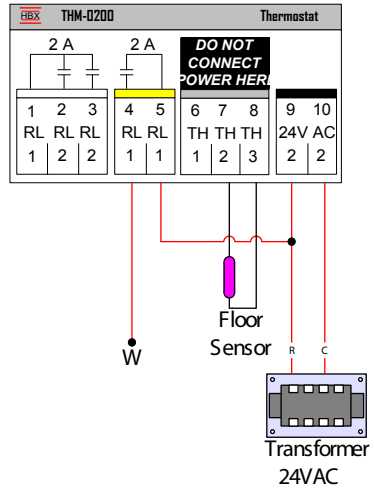 HBX THM-0200 Thermostat
2 A 2 A DO NOT
CONNECT
POWER HERE
1 2 3 4 5 6 7 8 9 10
RL RL RL RL RL TH TH TH 24V AC
1 2 2 1 1 1 2 3 2 2
Floor
Sensor
W
R C
Transformer
24VAC